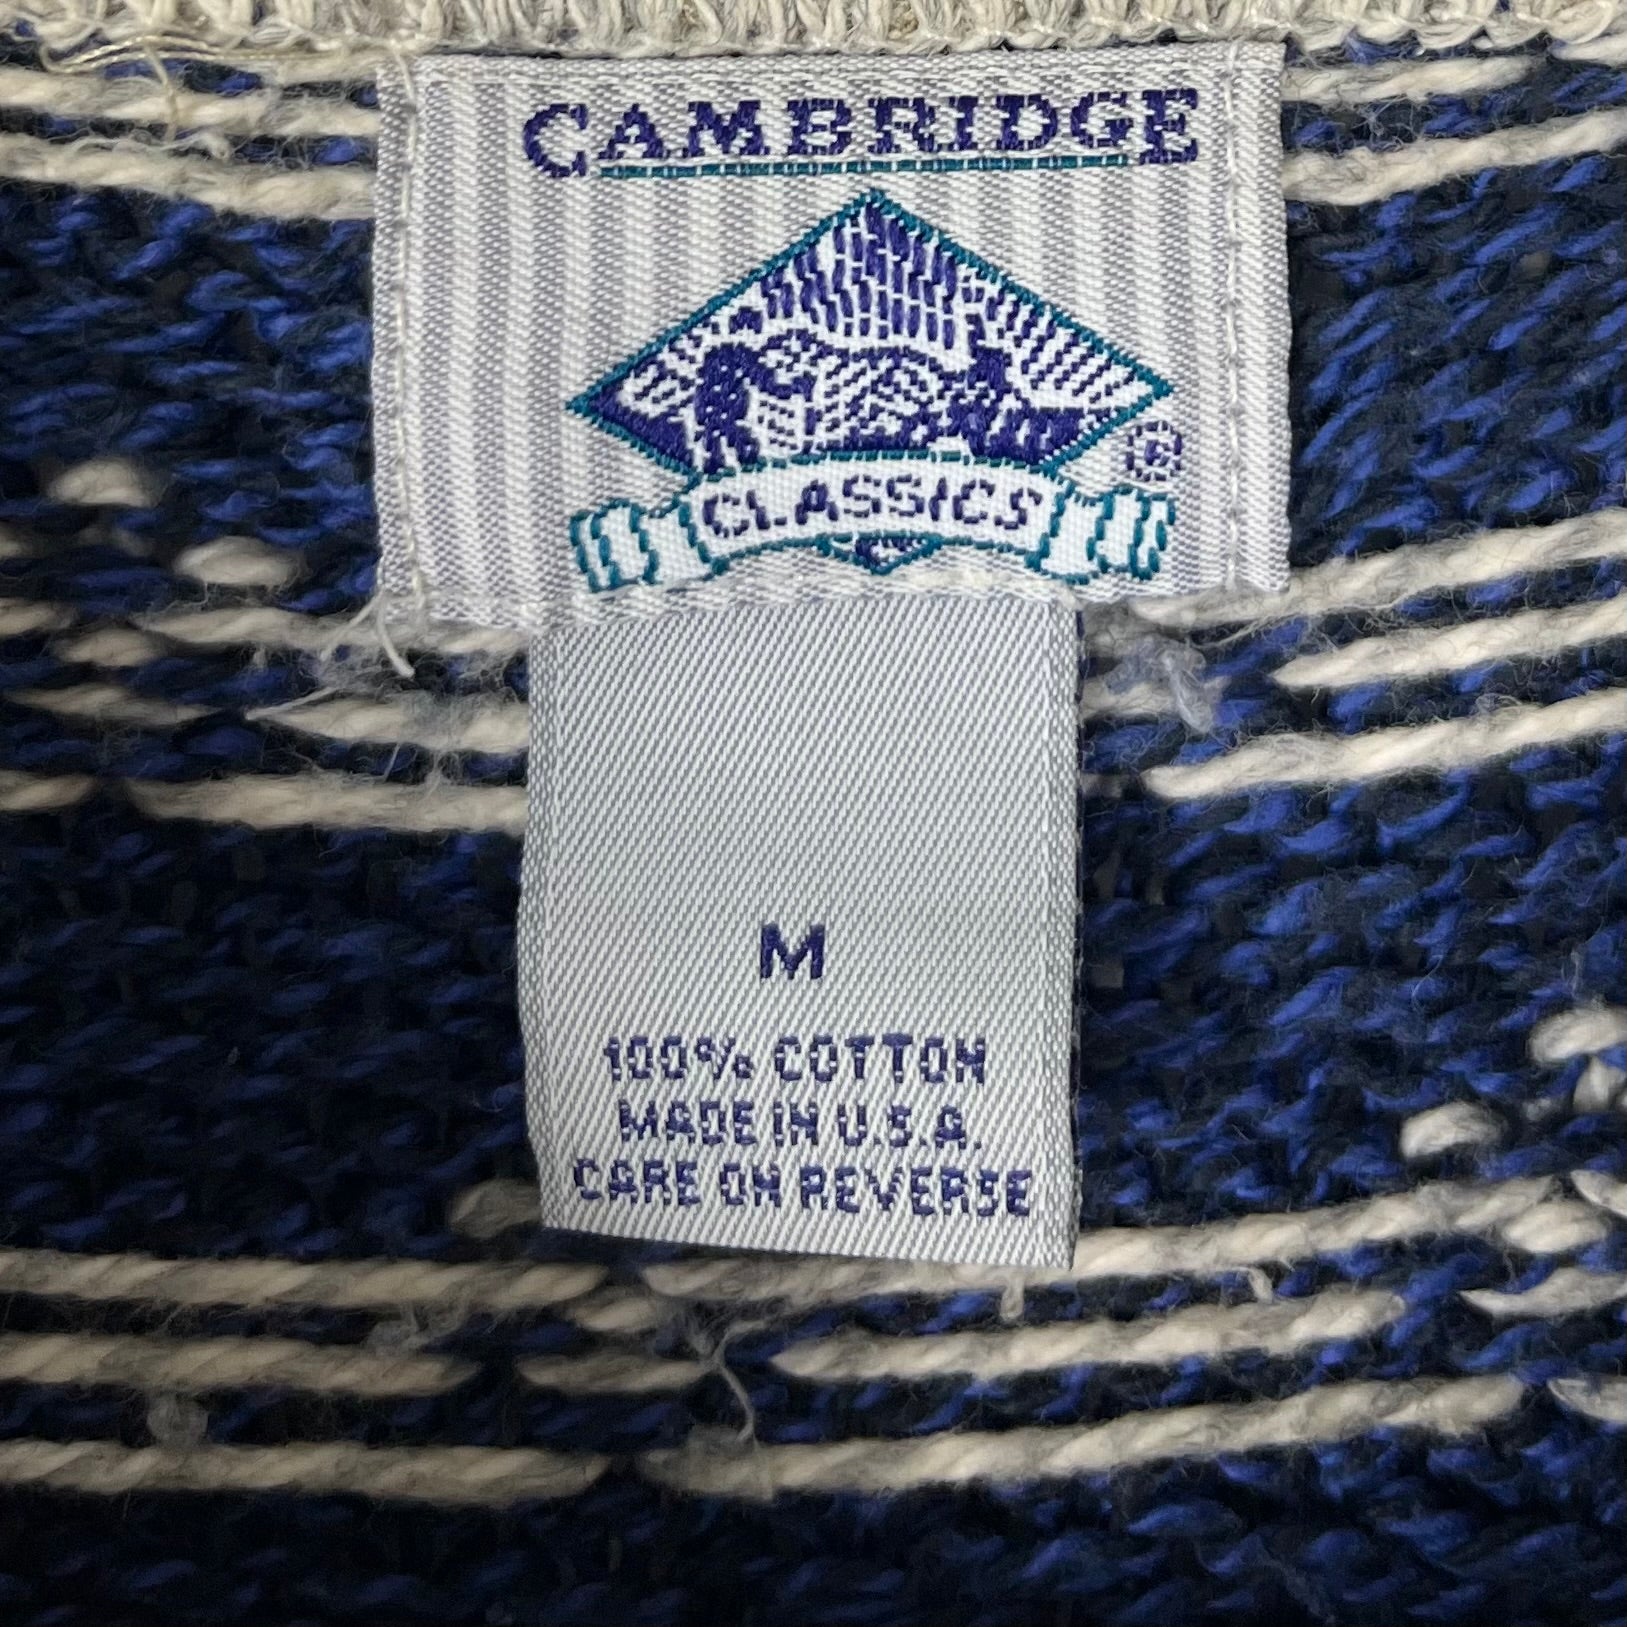 CAMBRIDGE
®
CLASSICS
M
100% COTTON
MADE IN U.S.A.
CARE ON REVERSE